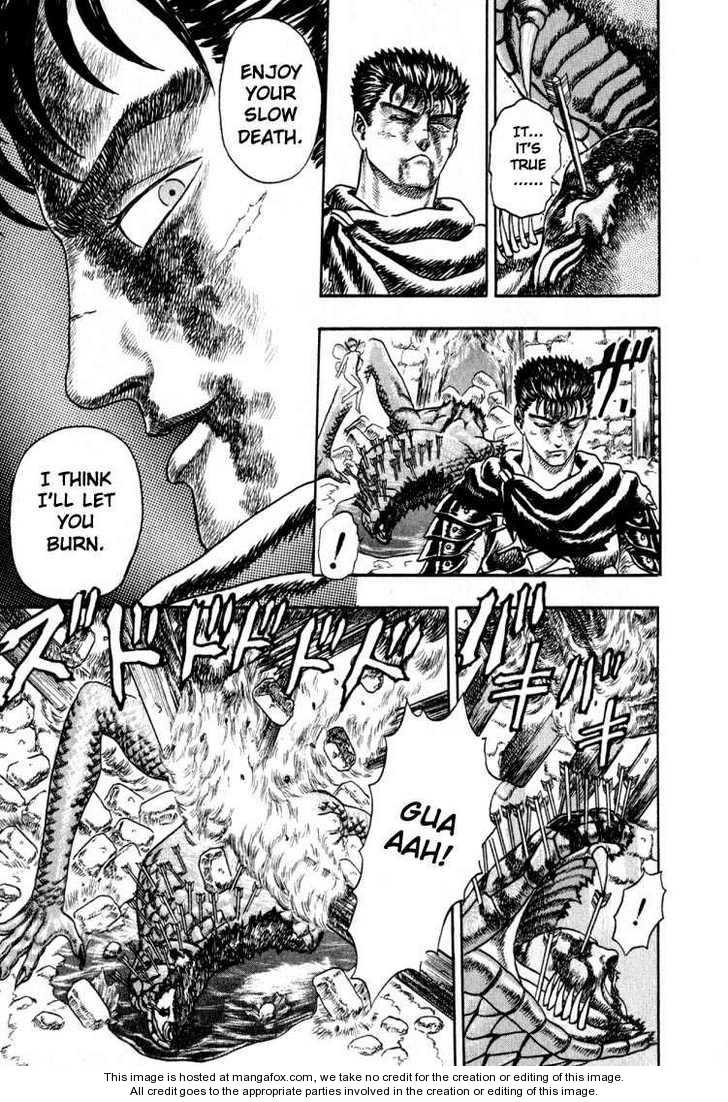 IT...
IT'S
TRUE
......
ENJOY
YOUR
SLOW
DEATH.
I THINK
I'LL LET
YOU
BURN.
ザッ
!
バキバキ
!
GUA
AAH!
ズドドドドド
This image is hosted at mangafox.com, we take no credit for the creation or editing of this image.
All credit goes to the appropriate parties involved in the creation or editing of this image.